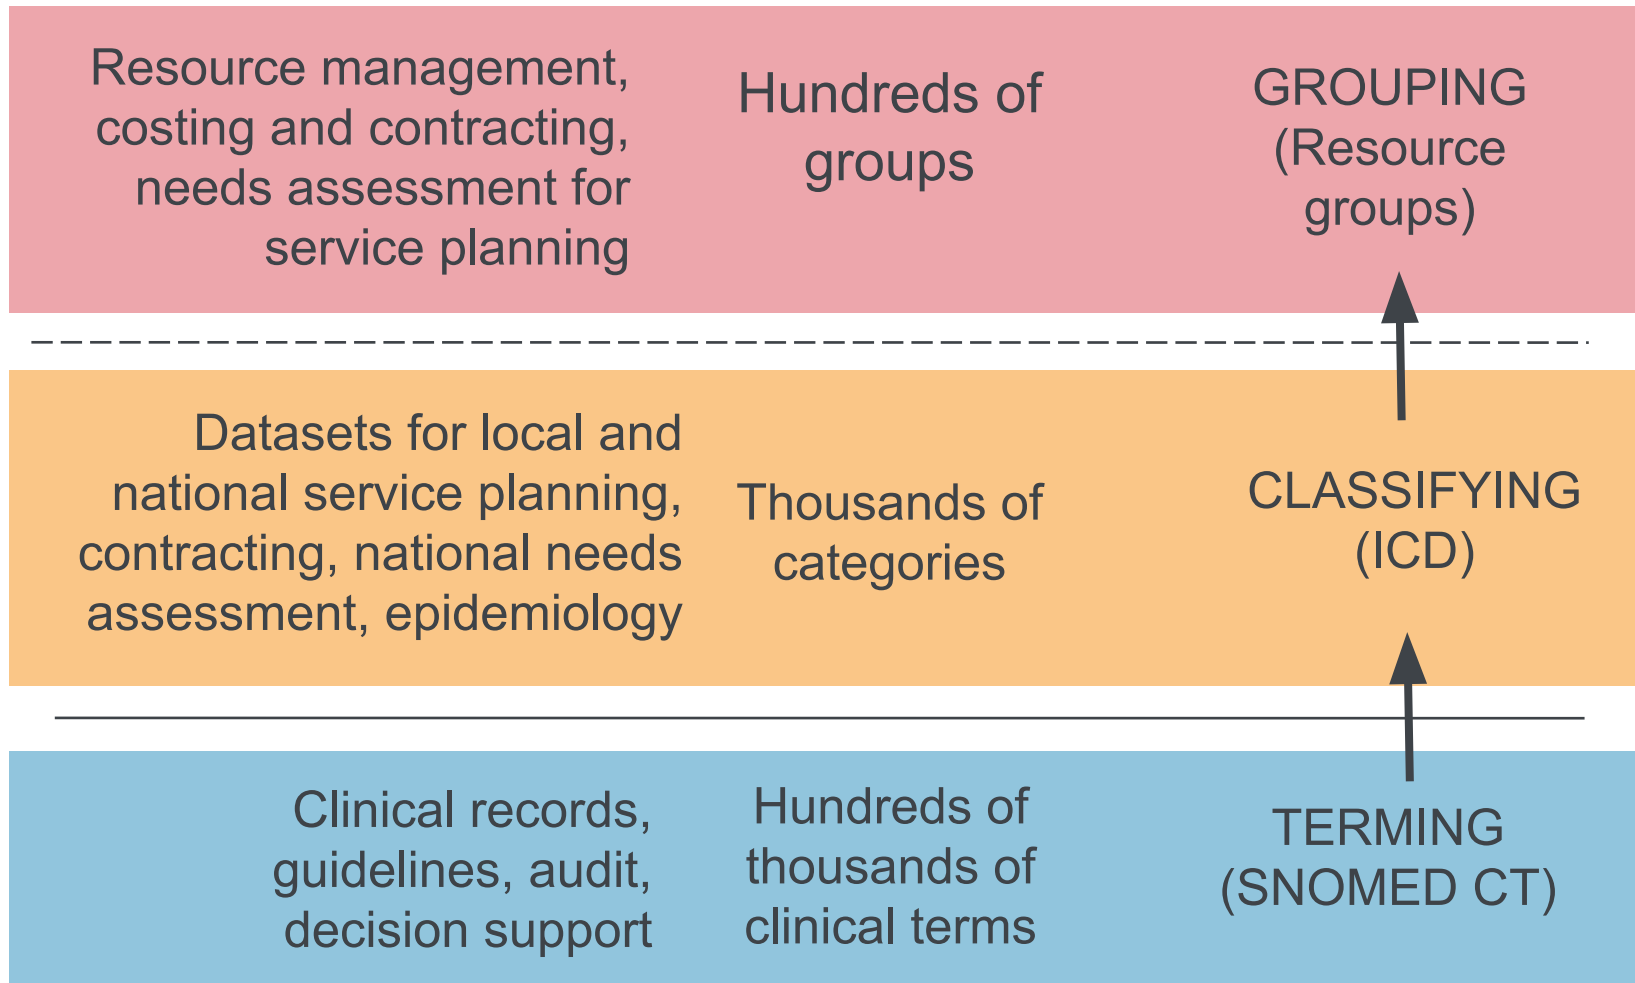 Resource management,
costing and contracting,
needs assessment for
service planning
Hundreds of
groups
GROUPING
(Resource
groups)
Datasets for local and
national service planning,
contracting, national needs
assessment, epidemiology
Thousands of
categories
CLASSIFYING
(ICD)
Clinical records,
guidelines, audit,
decision support
Hundreds of
thousands of
clinical terms
TERMING
(SNOMED CT)